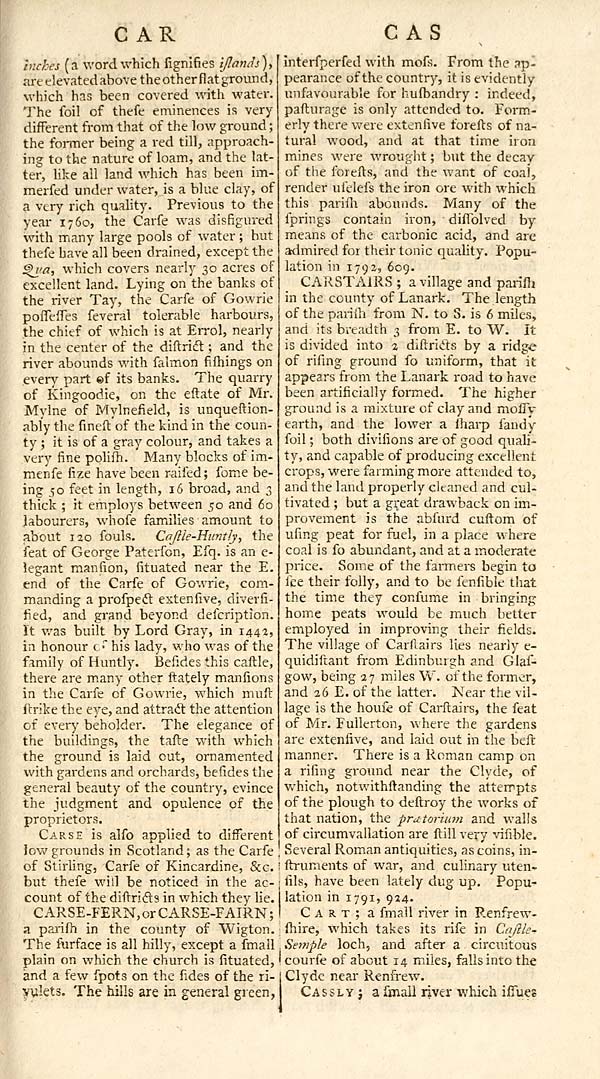 CAR
inches (a word which ſignifies iſlands),
are elevated above the other flat ground,
which has been covered with water.
The ſoil of theſe eminences is very
different from that of the low ground;
the former being a red till, approach-
ing to the nature of loam, and the lat-
ter, like all land which has been im-
merſed under water, is a blue clay, of
a very rich quality. Previous to the
year 1760, the Carſe was disfigured
with many large pools of water; but
theſe have all been drained, except the
Qua, which covers nearly 30 acres of
excellent land. Lying on the banks of
the river Tay, the Carſe of Gowrie
poſſeſſes ſeveral tolerable harbours,
the chief of which is at Errol, nearly
in the center of the diſtrict; and the
river abounds with ſalmon fiſhings on
every part of its banks. The quarry
of Kingoodie, on the eſtate of Mr.
Mylne of Mylnefield, is unqueſtion-
ably the fineſt of the kind in the coun-
ty; it is of a gray colour, and takes a
very fine poliſh. Many blocks of im-
menſe ſize have been raiſed; ſome be-
ing 50 feet in length, 16 broad, and 3
thick; it employs between 50 and 60
labourers, whoſe families amount to
about 120 ſouls. Caſtle-Huntly, the
ſeat of George Paterſon, Eſq. is an e-
legant manſion, ſituated near the E.
end of the Carſe of Gowrie, com-
manding a proſpect extenſive, diverſi-
fied, and grand beyond deſcription.
It was built by Lord Gray, in 1442,
in honour of his lady, who was of the
family of Huntly. Beſides this caſtle,
there are many other ſtately manſions
in the Carſe of Gowrie, which muſt
ſtrike the eye, and attract the attention
of every beholder. The elegance of
the buildings, the taſte with which
the ground is laid out, ornamented
with gardens and orchards, beſides the
general beauty of the country, evince
the judgment and opulence of the
proprietors.
CARSE is alſo applied to different
low grounds in Scotland; as the Carſe
of Stirling, Carſe of Kincardine, &c.
but theſe will be noticed in the ac-
count of the diſtricts in which they lie.
CARSE-FERN, or CARSE-FAIRN;
a pariſh in the county of Wigton.
The ſurface is all hilly, except a ſmall
plain on which the church is ſituated,
and a few ſpots on the ſides of the ri-
vulets. The hills are in general green,
CAS
interſperſed with moſs. From the ap-
pearance of the country, it is evidently
unfavourable for huſbandry: indeed,
paſturage is only attended to. Form-
erly there were extenſive foreſts of na-
tural wood, and at that time iron
mines were wrought; but the decay
of the foreſts, and the want of coal,
render uſeleſs the iron ore with which
this pariſh abounds. Many of the
ſprings contain iron, diſſolved by
means of the carbonic acid, and are
admired for their tonic quality. Popu-
lation in 1792, 609.
CARSTAIRS; a village and pariſh
in the county of Lanark. The length
of the pariſh from N. to S. is 6 miles,
and its breadth 3 from E. to W. It
is divided into 2 diſtricts by a ridge
of riſing ground ſo uniform, that it
appears from the Lanark road to have
been artificially formed. The higher
ground is a mixture of clay and moſſy
earth, and the lower a ſharp ſandy
ſoil; both diviſions are of good quali-
ty, and capable of producing excellent
crops, were farming more attended to,
and the land properly cleaned and cul-
tivated; but a great drawback on im-
provement is the abſurd cuſtom of
uſing peat for fuel, in a place where
coal is ſo abundant, and at a moderate
price. Some of the farmers begin to
ſee their folly, and to be ſenſible that
the time they conſume in bringing
home peats would be much better
employed in improving their fields.
The village of Carſtairs lies nearly e-
quidiſtant from Edinburgh and Glaſ-
gow, being 27 miles W. of the former,
and 26 E. of the latter. Near the vil-
lage is the houſe of Carſtairs, the ſeat
of Mr. Fullerton, where the gardens
are extenſive, and laid out in the beſt
manner. There is a Roman camp on
a riſing ground near the Clyde, of
which, notwithſtanding the attempts
of the plough to deſtroy the works of
that nation, the prætorium and walls
of circumvallation are ſtill very viſible.
Several Roman antiquities, as coins, in-
ſtruments of war, and culinary uten-
ſils, have been lately dug up. Popu-
lation in 1791, 924.
CART; a ſmall river in Renfrew-
ſhire, which takes its riſe in Caſtle-
Semple loch, and after a circuitous
courſe of about 14 miles, falls into the
Clyde near Renfrew.
CASSLY; a ſmall river which iſſues